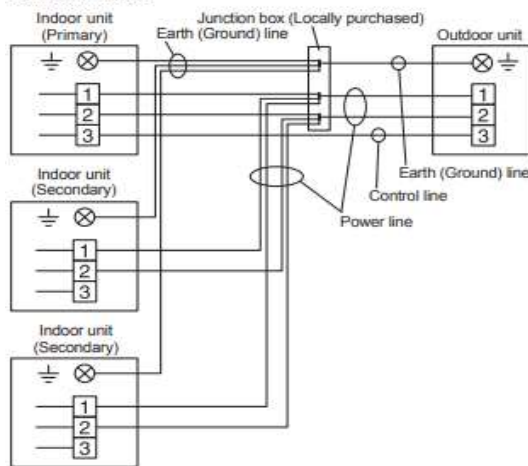 Indoor unit
(Primary)
Junction box (Locally purchased)
Earth (Ground) line
Outdoor unit
1
2
3
1
2
3
Earth (Ground) line
Control line
Power line
Indoor unit
(Secondary)
1
2
3
Indoor unit
(Secondary)
1
2
3